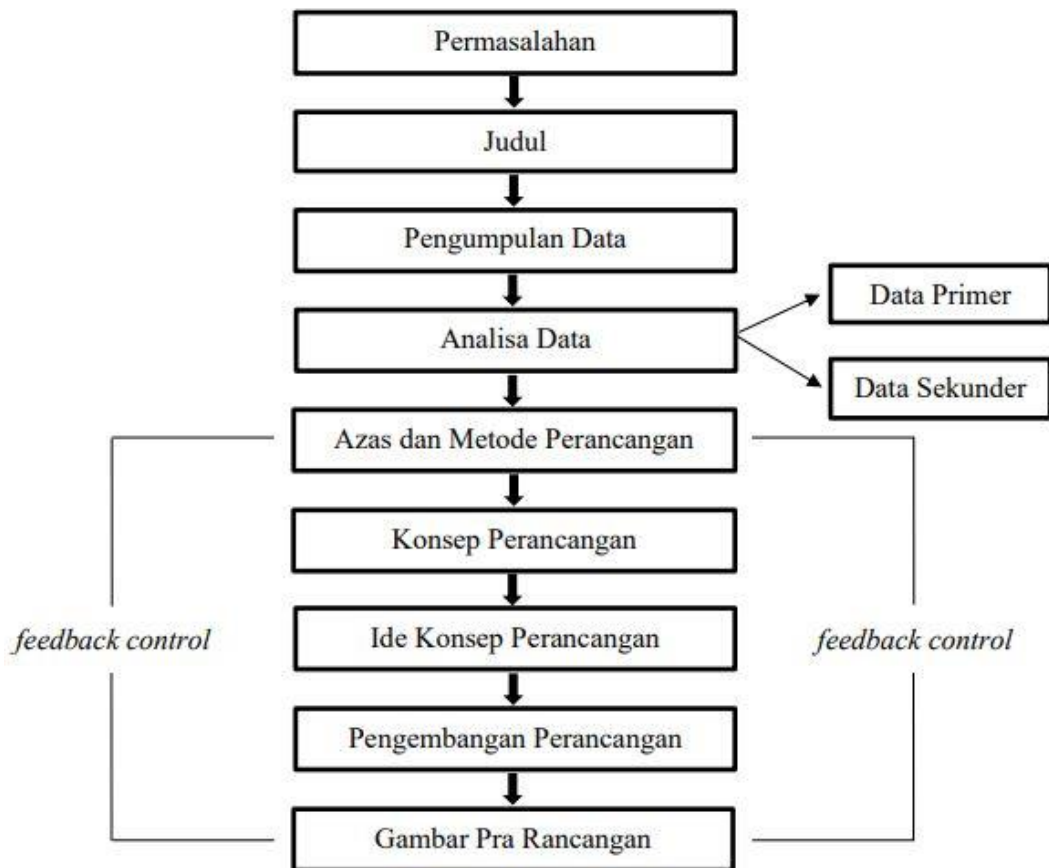 Permasalahan
Judul
Pengumpulan Data
Analisa Data
Data Primer
Data Sekunder
Azas dan Metode Perancangan
Konsep Perancangan
feedback control
Ide Konsep Perancangan
feedback control
Pengembangan Perancangan
Gambar Pra Rancangan